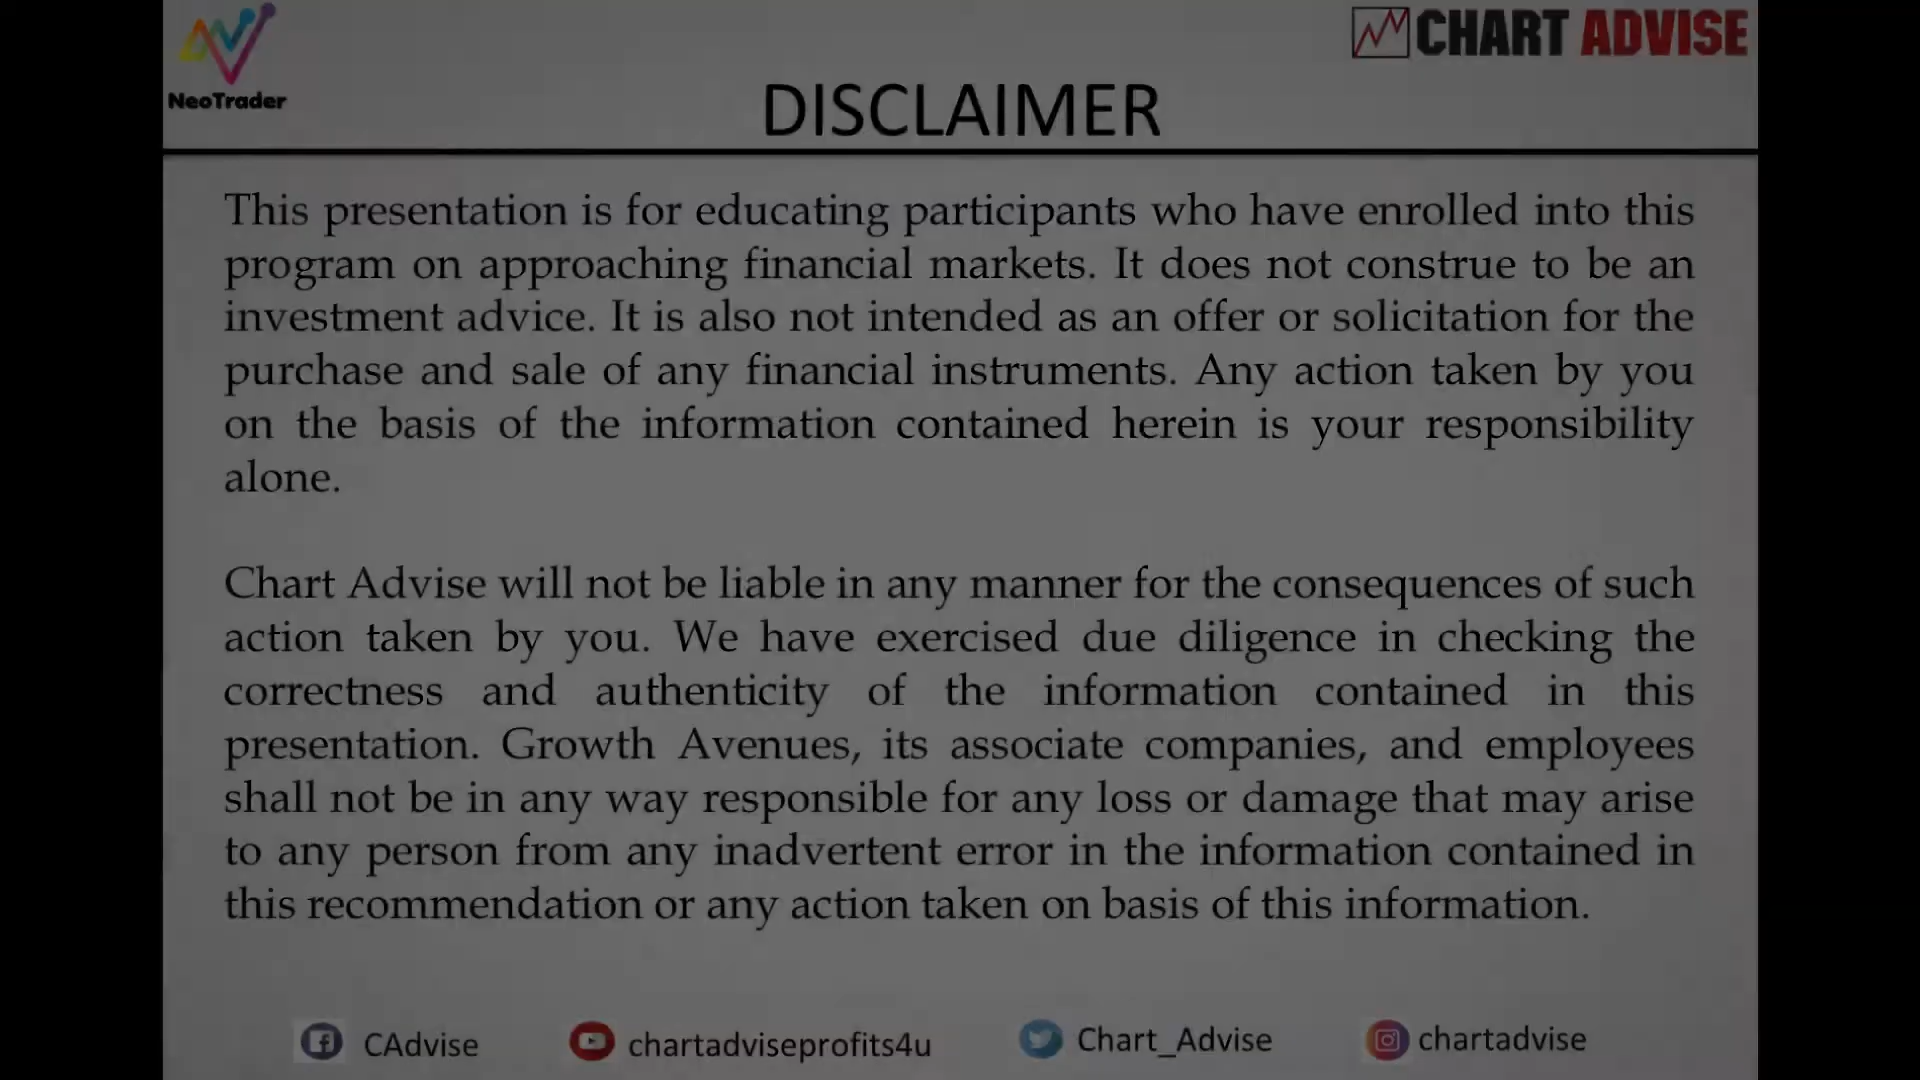 NeoTrader
CHART ADVISE
DISCLAIMER
This presentation is for educating participants who have enrolled into this
program on approaching financial markets. It does not construe to be an
investment advice. It is also not intended as an offer or solicitation for the
purchase and sale of any financial instruments. Any action taken by you
on the basis of the information contained herein is your responsibility
alone.
Chart Advise will not be liable in any manner for the consequences of such
action taken by you. We have exercised due diligence in checking the
correctness and authenticity of the information contained in this
presentation. Growth Avenues, its associate companies, and employees
shall not be in any way responsible for any loss or damage that may arise
to any person from any inadvertent error in the information contained in
this recommendation or any action taken on basis of this information.
CAdvise chartadviseprofits4u Chart_Advise chartadvise